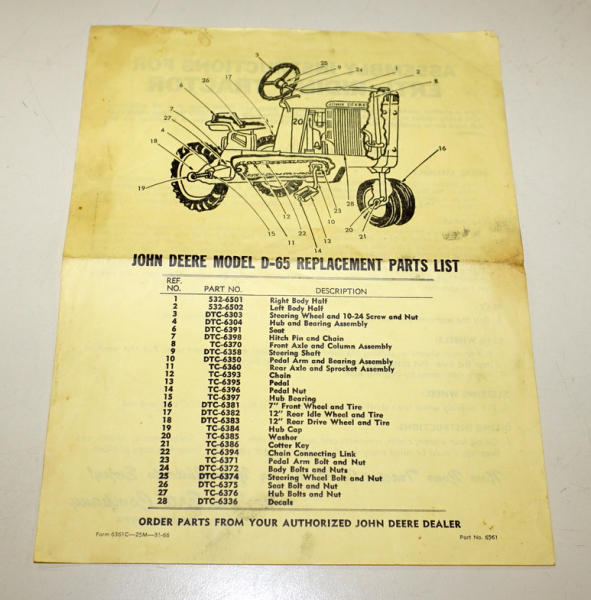 JOHN DEERE
JOHN DEERE MODEL D-65 REPLACEMENT PARTS LIST
REF. NO. PART NO. DESCRIPTION
1 532-6501 Right Body Half
2 532-6502 Left Body Half
3 DTC-6303 Steering Wheel and 10-24 Screw and Nut
4 DTC-6304 Hub and Bearing Assembly
6 DTC-6391 Seat
7 DTC-6398 Hitch Pin and Chain
8 TC-6370 Front Axle and Column Assembly
9 DTC-6358 Steering Shaft
10 DTC-6350 Pedal Arm and Bearing Assembly
11 TC-6360 Rear Axle and Sprocket Assembly
12 TC-6393 Chain
13 TC-6395 Pedal
14 TC-6396 Pedal Nut
15 TC-6397 Hub Bearing
16 DTC-6381 7" Front Wheel and Tire
17 DTC-6382 12" Rear Idle Wheel and Tire
18 DTC-6383 12" Rear Drive Wheel and Tire
19 TC-6384 Hub Cap
20 TC-6385 Washor
21 TC-6386 Cotter Key
22 TC-6394 Chain Connecting Link
23 TC-6371 Pedal Arm Bolt and Nut
24 DTC-6372 Body Bolts and Nuts
25 DTC-6374 Steering Wheel Bolt and Nut
26 DTC-6375 Seat Bolt and Nut
27 TC-6376 Hub Bolts and Nut
28 DTC-6336 Decals
ORDER PARTS FROM YOUR AUTHORIZED JOHN DEERE DEALER
Form 6361C—25M—31-66 Part No. 6561